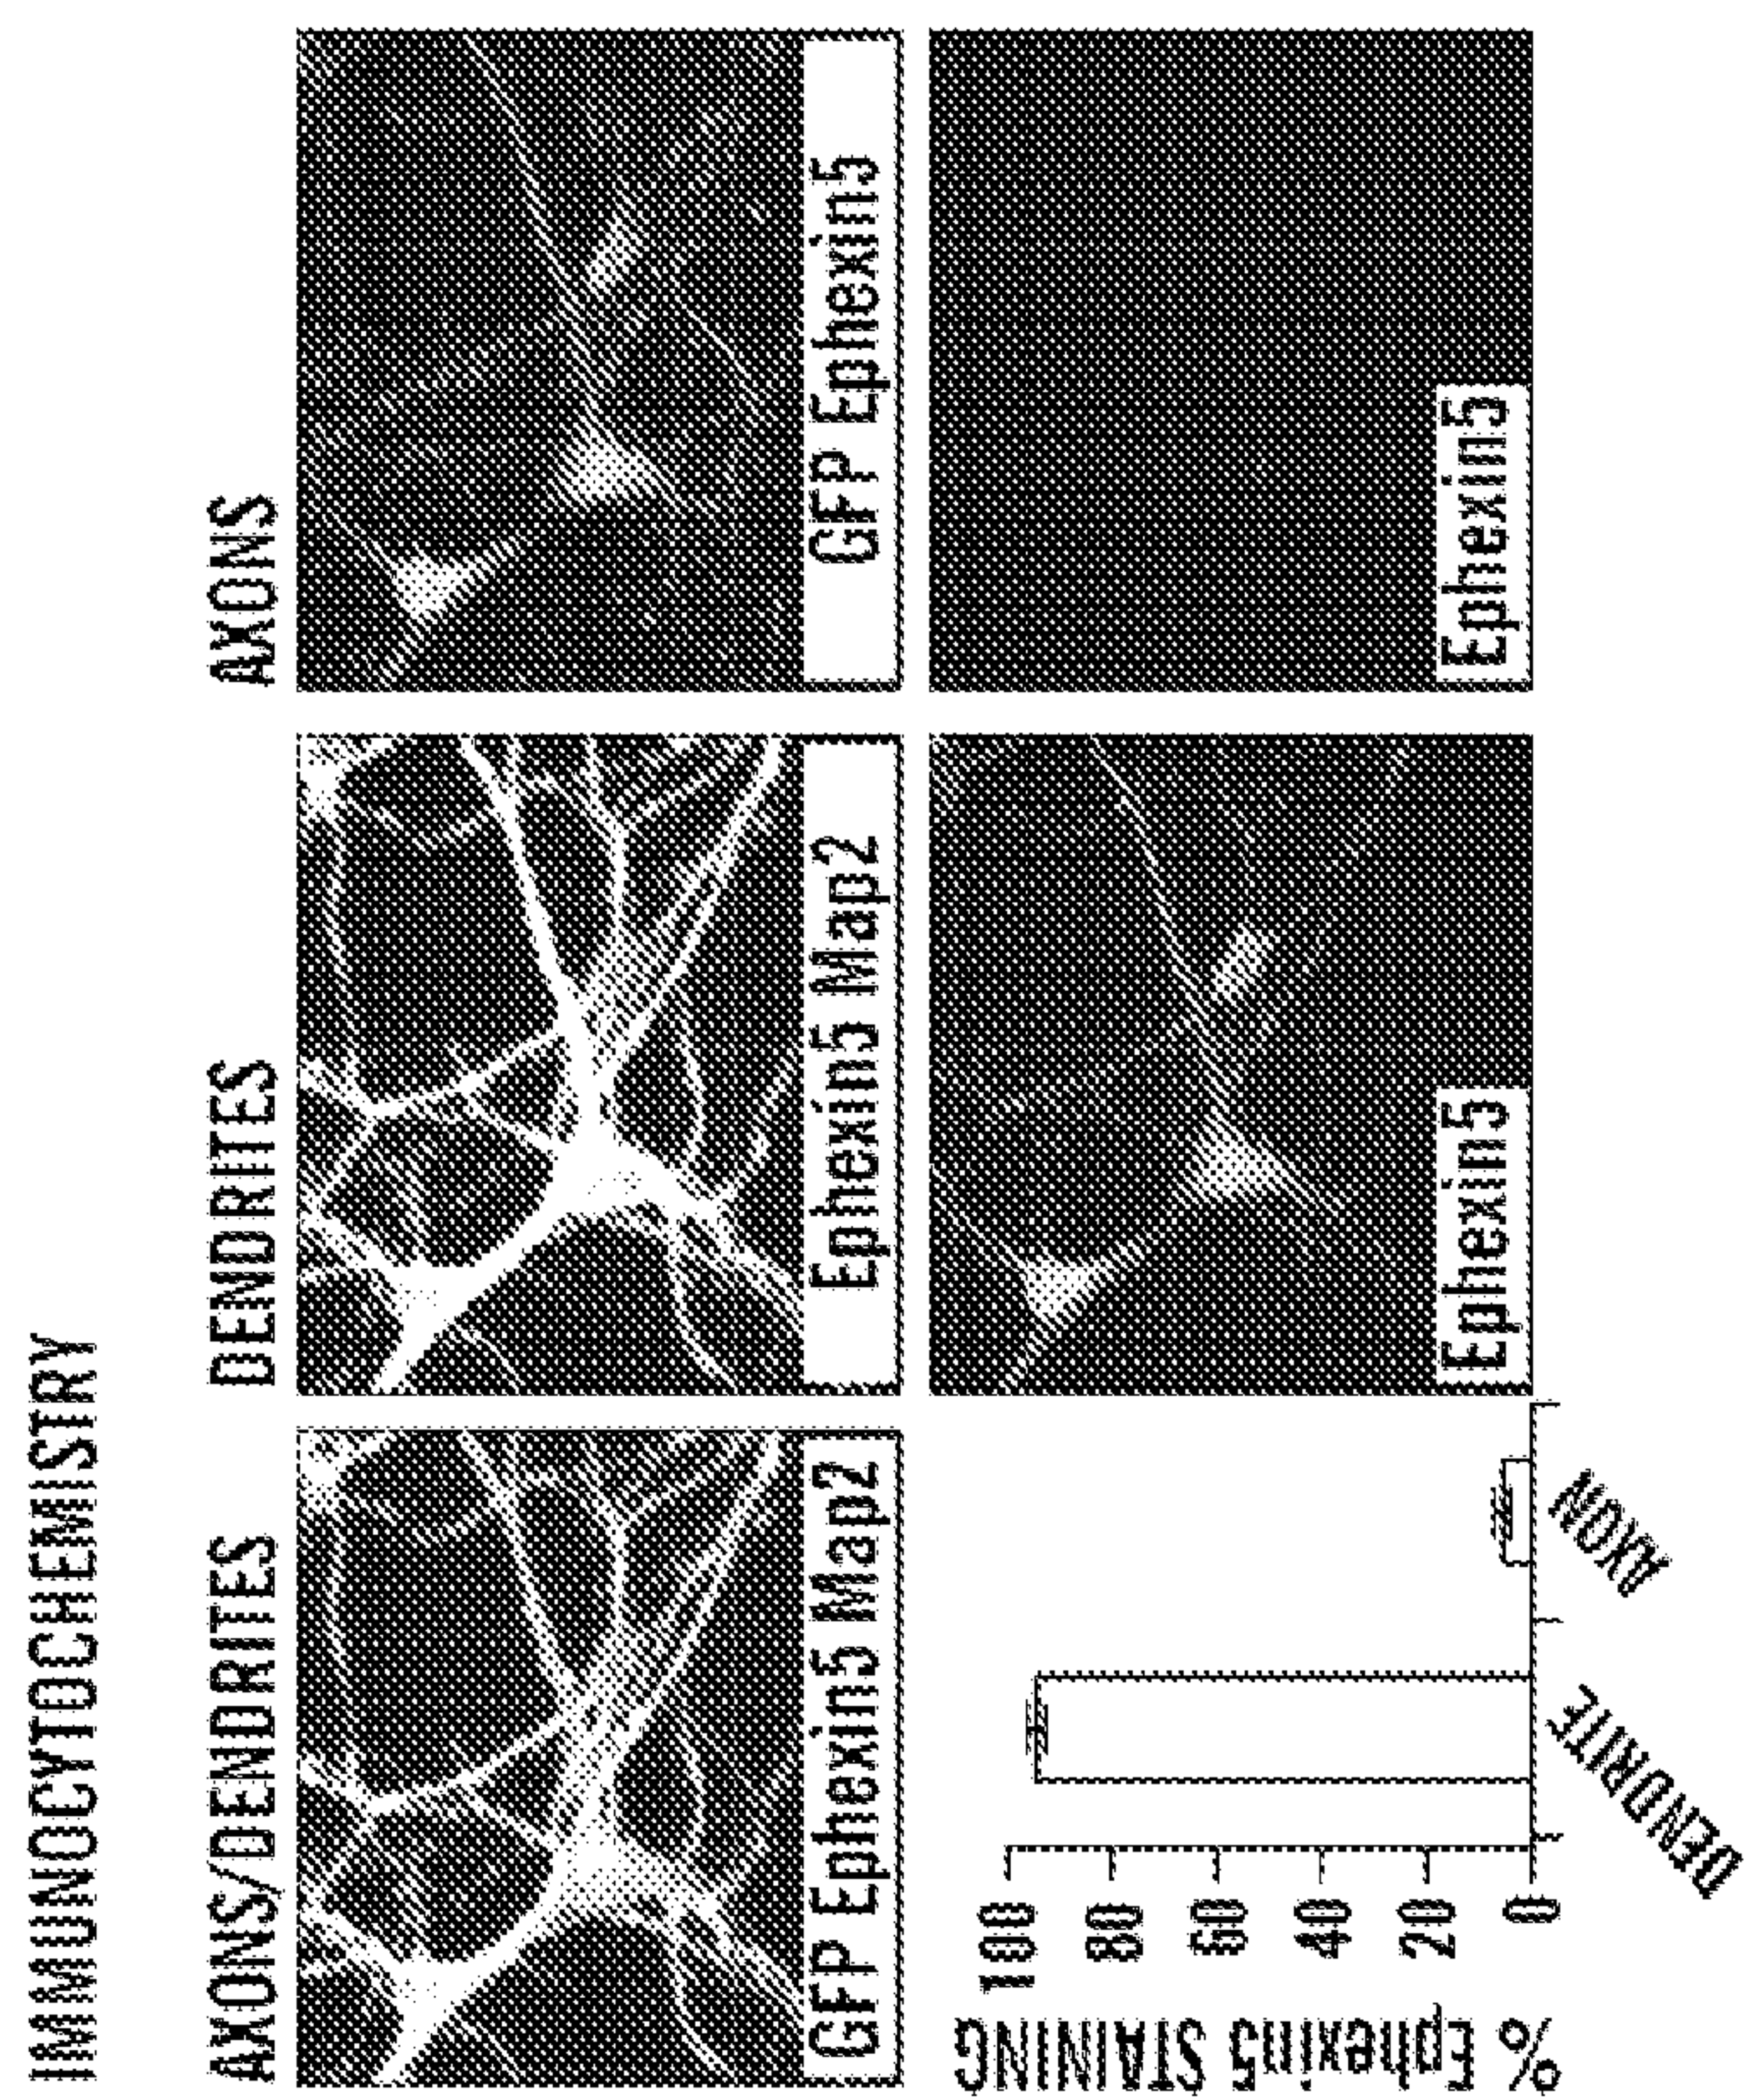 IMMUNOCYTOCHEMISTRY
AXONS/DENDRITES
DENDRITES
AXONS
GFP Ephexin5 Map2
Ephexin5 Map2
GFP Ephexin5
% Ephexin5 STAINING
100
80
60
40
20
0
DENDRITE
AXON
Ephexin5
Ephexin5